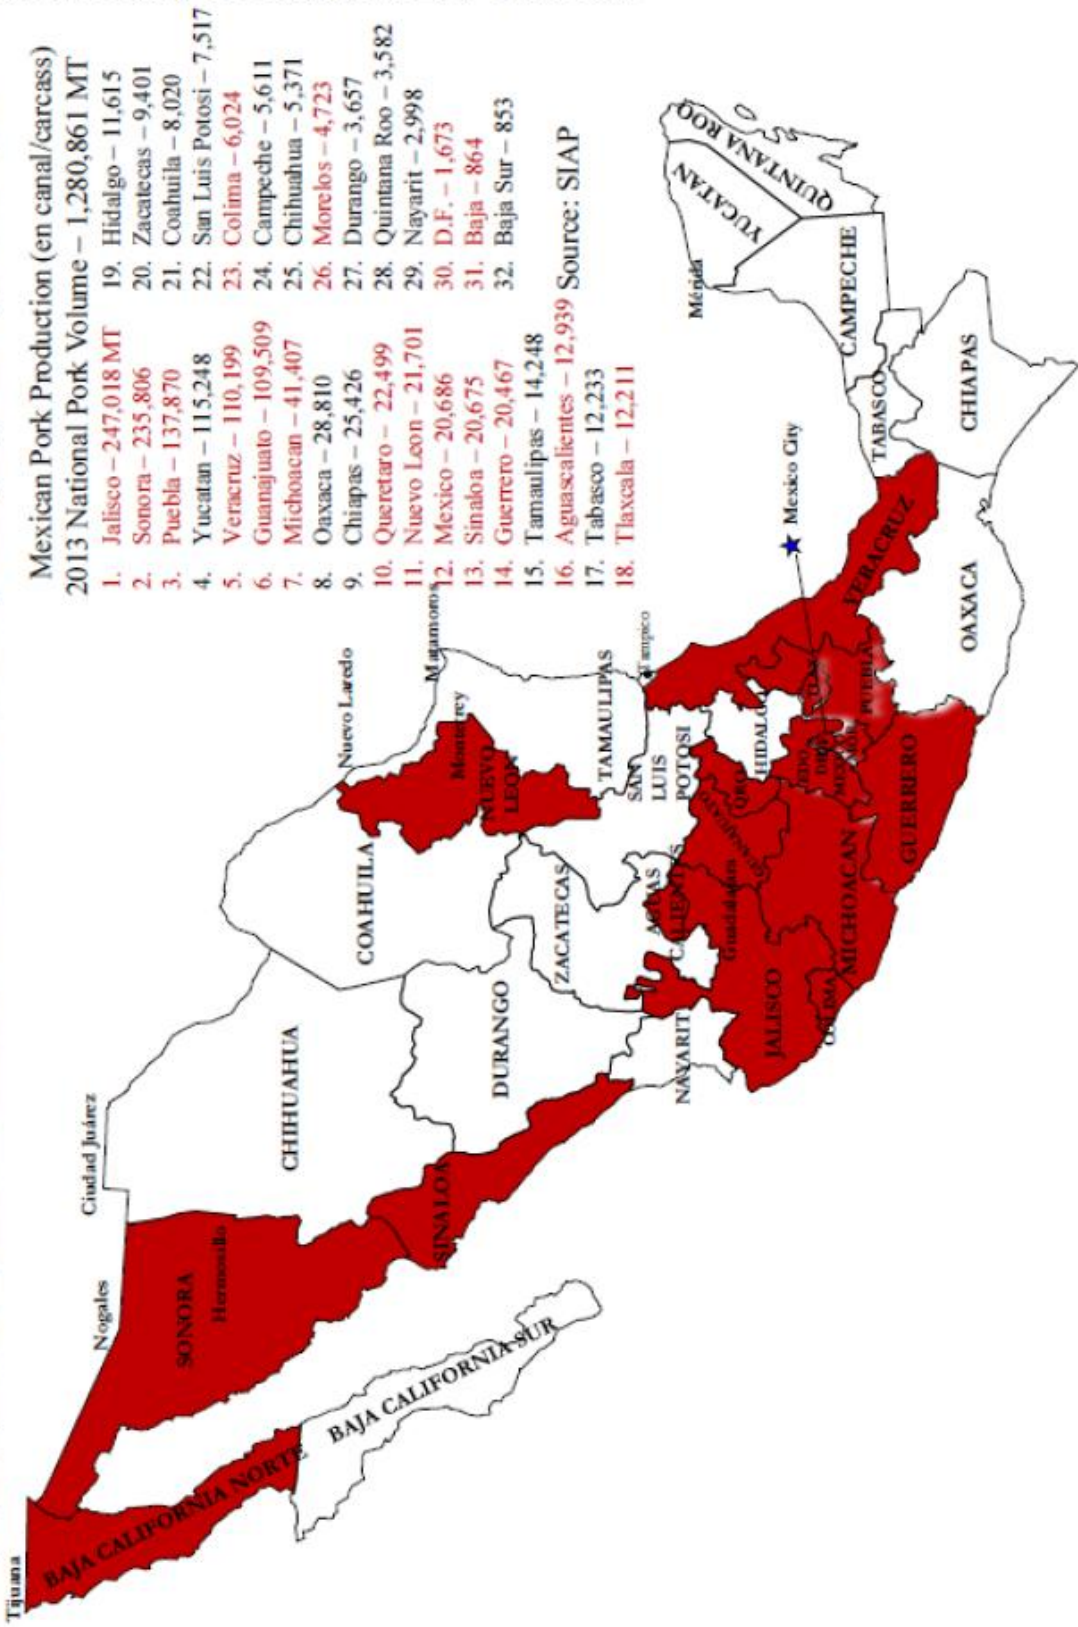 Mexican Pork Production (en canal/carcass)
2013 National Pork Volume – 1,280,861 MT
1. Jalisco – 247,018 MT
2. Sonora – 235,806
3. Puebla – 137,870
4. Yucatan – 115,248
5. Veracruz – 110,199
6. Guanajuato – 109,509
7. Michoacan – 41,407
8. Oaxaca – 28,810
9. Chiapas – 25,426
10. Queretaro – 22,499
11. Nuevo Leon – 21,701
12. Mexico – 20,686
13. Sinaloa – 20,675
14. Guerrero – 20,467
15. Tamaulipas – 14,248
16. Aguascalientes – 12,939
17. Tabasco – 12,233
18. Tlaxcala – 12,211
19. Hidalgo – 11,615
20. Zacatecas – 9,401
21. Coahuila – 8,020
22. San Luis Potosi – 7,517
23. Colima – 6,024
24. Campeche – 5,611
25. Chihuahua – 5,371
26. Morelos – 4,723
27. Durango – 3,657
28. Quintana Roo – 3,582
29. Nayarit – 2,998
30. D.F. – 1,673
31. Baja – 864
32. Baja Sur – 853
Source: SIAP
Tijuana
Nogales
Ciudad Juárez
BAJA CALIFORNIA NORTE
SONORA
Hermosillo
CHIHUAHUA
BAJA CALIFORNIA SUR
COAHUILA
Nuevo Laredo
Matamoros
Monterrey
NUEVO
LEON
SINALOA
DURANGO
ZACATECAS
TAMAULIPAS
SAN
LUIS
POTOSI
Tampico
NAYARIT
AGUAS
CALIENTES
Guadalajara
GUANAJUATO
QRO
HIDALGO
JALISCO
COLIMA
MICHOACAN
EDO
DE
PUEBLA
GUERRERO
VERACRUZ
Mexico City
OAXACA
TABASCO
CHIAPAS
CAMPECHE
Mérida
YUCATAN
QUINTANA ROO